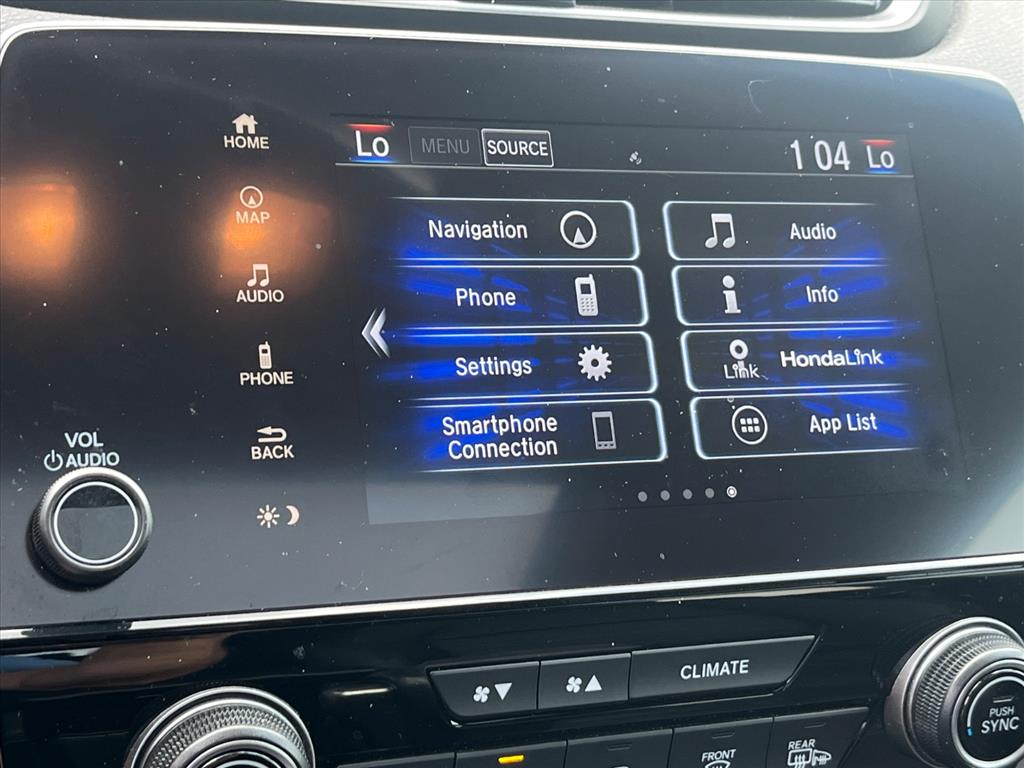 HOME
MAP
AUDIO
PHONE
BACK
VOL
AUDIO
Lo
MENU
SOURCE
1 04
Lo
Navigation
Audio
Phone
Info
Settings
Link
HondaLink
Smartphone
Connection
App List
CLIMATE
FRONT
REAR
PUSH
SYNC